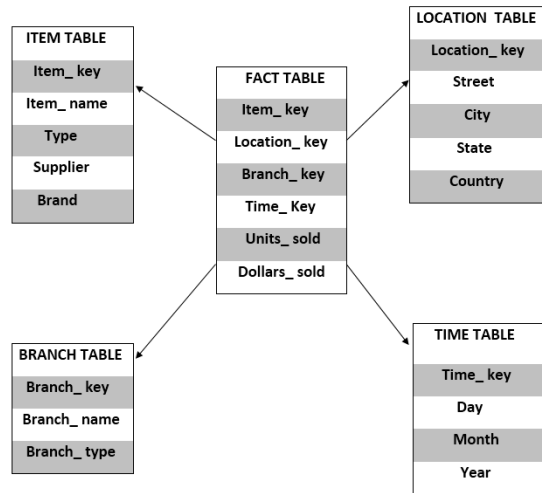 ITEM TABLE
Item_ key
Item_ name
Type
Supplier
Brand
FACT TABLE
Item_ key
Location_ key
Branch_ key
Time_ Key
Units_ sold
Dollars_ sold
LOCATION TABLE
Location_ key
Street
City
State
Country
BRANCH TABLE
Branch_ key
Branch_ name
Branch_ type
TIME TABLE
Time_ key
Day
Month
Year